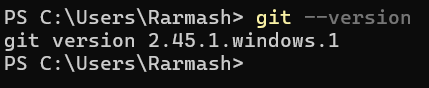 PS C:\Users\Rarmash> git --version
git version 2.45.1.windows.1
PS C:\Users\Rarmash>